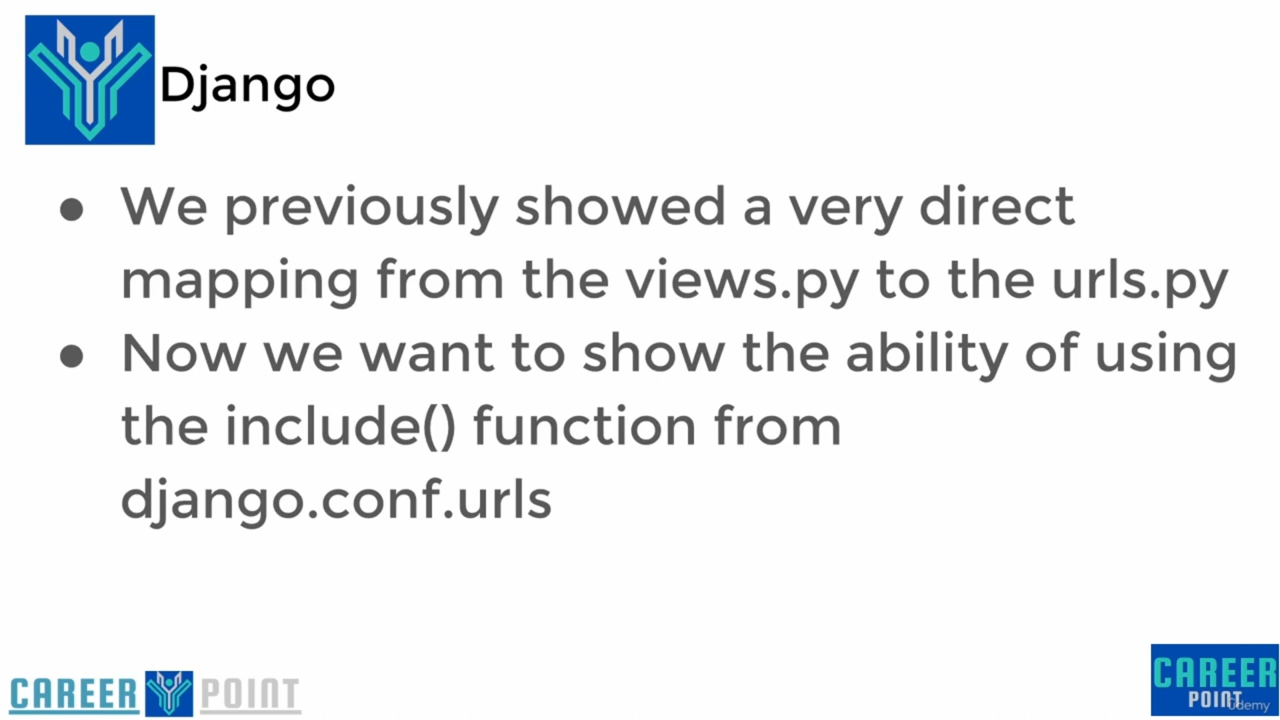 Django
● We previously showed a very direct
mapping from the views.py to the urls.py
● Now we want to show the ability of using
the include() function from
django.conf.urls
CAREER POINT
CAREER
POINT
udemy